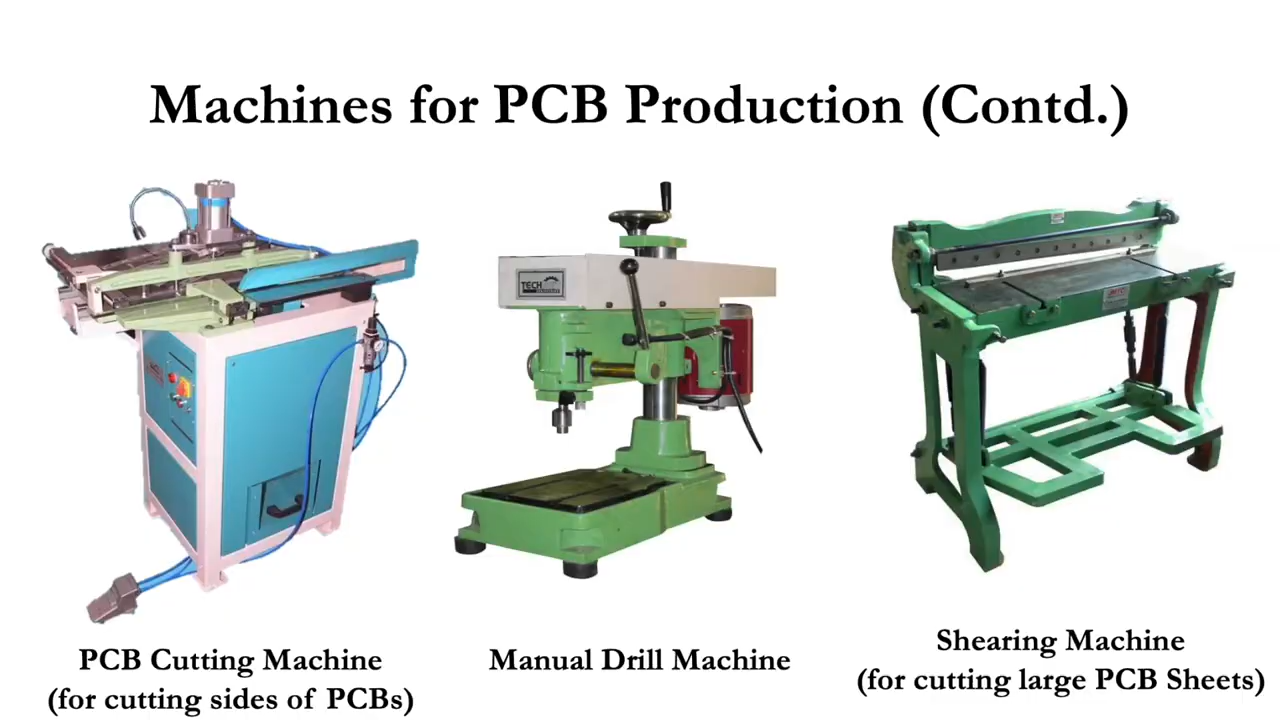 Machines for PCB Production (Contd.)
TECH
PCB Cutting Machine
(for cutting sides of PCBs)
Manual Drill Machine
Shearing Machine
(for cutting large PCB Sheets)